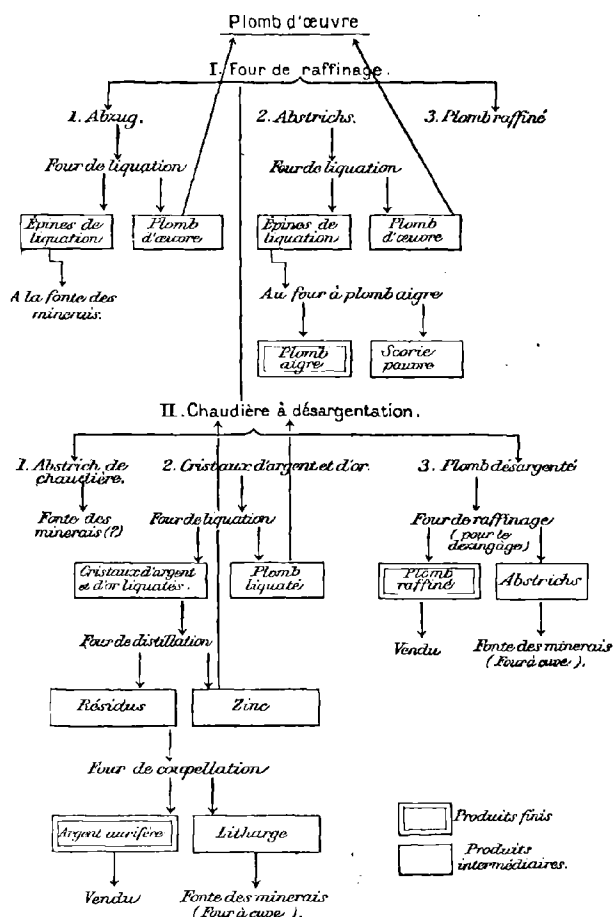 Plomb d'œuvre
I. Four de raffinage.
1. Abzug.
2. Abstrichs.
3. Plomb raffiné
Four de liquation
Four de liquation
Épines de
liquation
Plomb
d'œuvre
Épines de
liquation
Plomb
d'œuvre
A la fonte des
minerais.
Au four à plomb aigre
Plomb
aigre
Scorie
pauvre
II. Chaudière à désargentation.
1. Abstrich de
chaudière.
2. Cristaux d'argent et d'or.
3. Plomb désargenté
Fonte des
minerais (?)
Four de liquation
Four de raffinage
(pour le
dézingage)
Cristaux d'argent
et d'or liquatés.
Plomb
liquaté
Plomb
raffiné
Abstrichs
Four de distillation
Vendu
Fonte des minerais
(Four à cuve).
Résidus
Zinc
Four de coupellation
Argent aurifère
Litharge
Produits finis
Produits
intermédiaires.
Vendu
Fonte des minerais
(Four à cuve).